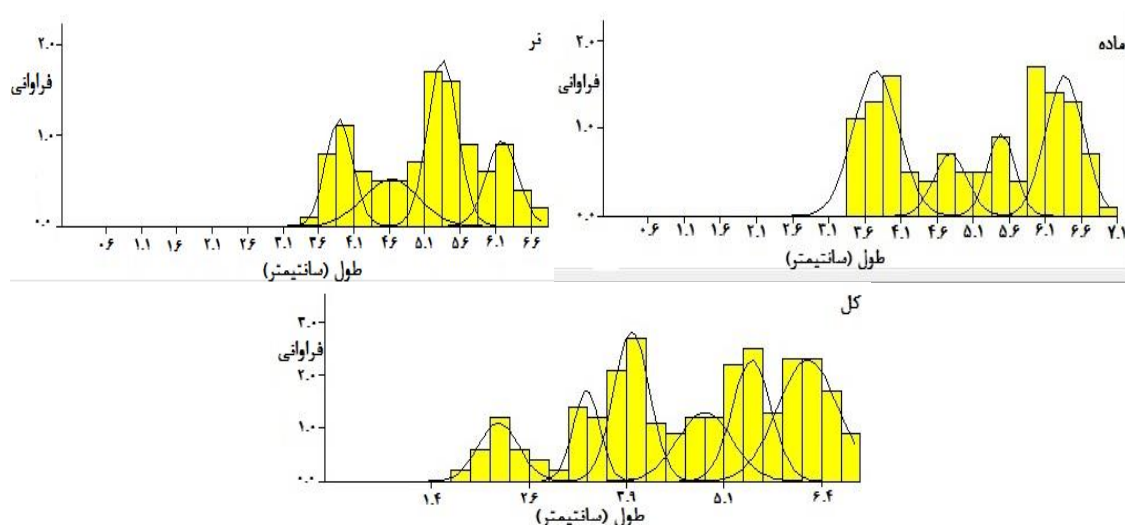 نر
۲.۰
فراوانی
۱.۰
۰.۰
۰.۶ ۱.۱ ۱.۶ ۲.۱ ۲.۶ ۳.۱ ۳.۶ ۴.۱ ۴.۶ ۵.۱ ۵.۶ ۶.۱ ۶.۶
طول (سانتیمتر)
ماده
۲.۰
فراوانی
۱.۰
۰.۰
۰.۶ ۱.۱ ۱.۶ ۲.۱ ۲.۶ ۳.۱ ۳.۶ ۴.۱ ۴.۶ ۵.۱ ۵.۶ ۶.۱ ۶.۶ ۷.۱
طول (سانتیمتر)
کل
۳.۰
فراوانی
۲.۰
۱.۰
۰.۰
۱.۴ ۲.۶ ۳.۹ ۵.۱ ۶.۴
طول (سانتیمتر)